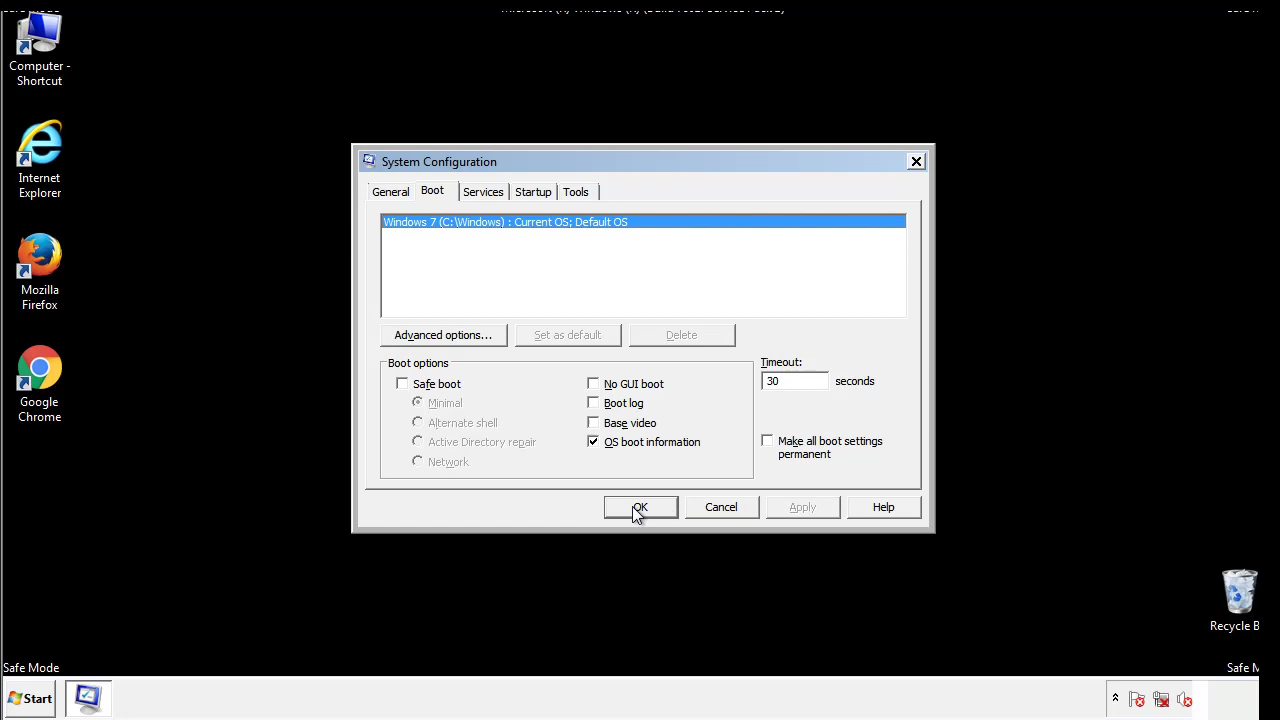 Computer -
Shortcut
Internet
Explorer
Mozilla
Firefox
Google
Chrome
System Configuration
General
Boot
Services
Startup
Tools
Windows 7 (C:\Windows) : Current OS; Default OS
Advanced options...
Set as default
Delete
Boot options
Safe boot
Minimal
Alternate shell
Active Directory repair
Network
No GUI boot
Boot log
Base video
OS boot information
Timeout:
30 seconds
Make all boot settings
permanent
OK
Cancel
Apply
Help
Recycle B
Safe Mode
Safe M
Start